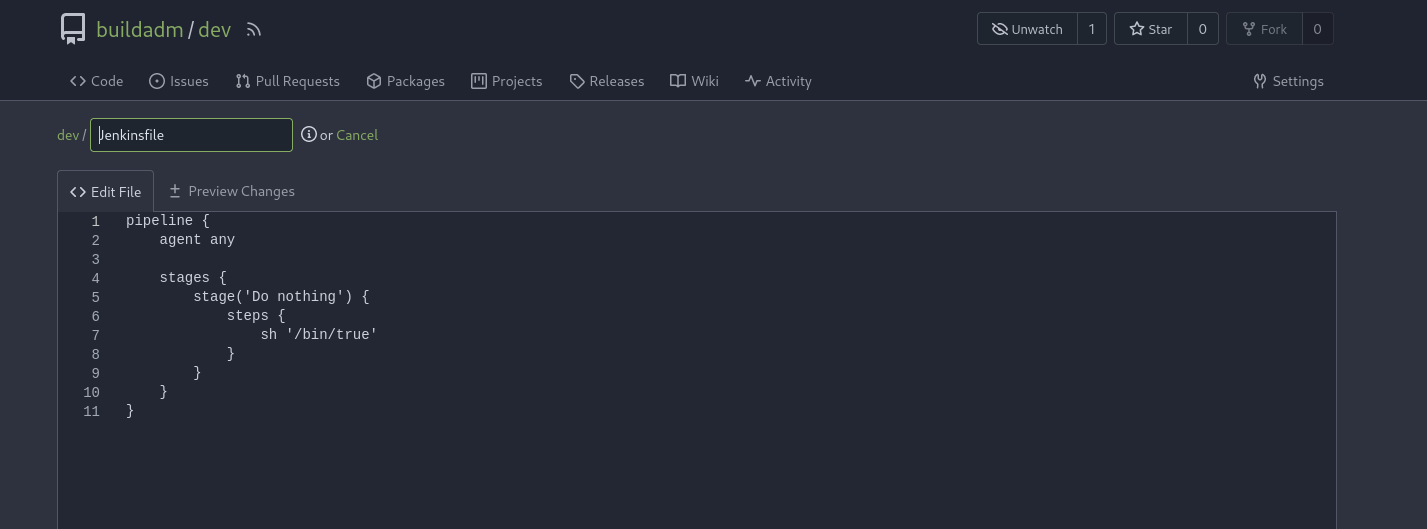 buildadm / dev Unwatch 1 Star 0 Fork 0
Code Issues Pull Requests Packages Projects Releases Wiki Activity Settings
dev / Jenkinsfile or Cancel
Edit File Preview Changes
1 pipeline {
2     agent any
3
4     stages {
5         stage('Do nothing') {
6             steps {
7                 sh '/bin/true'
8             }
9         }
10     }
11 }